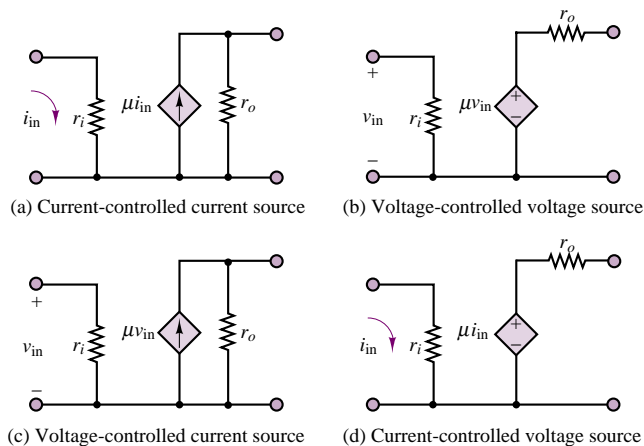 i_in
r_i
μi_in
r_o
(a) Current-controlled current source
+
v_in
−
r_i
μv_in
+
−
r_o
(b) Voltage-controlled voltage source
+
v_in
−
r_i
μv_in
r_o
(c) Voltage-controlled current source
i_in
r_i
μi_in
+
−
r_o
(d) Current-controlled voltage source